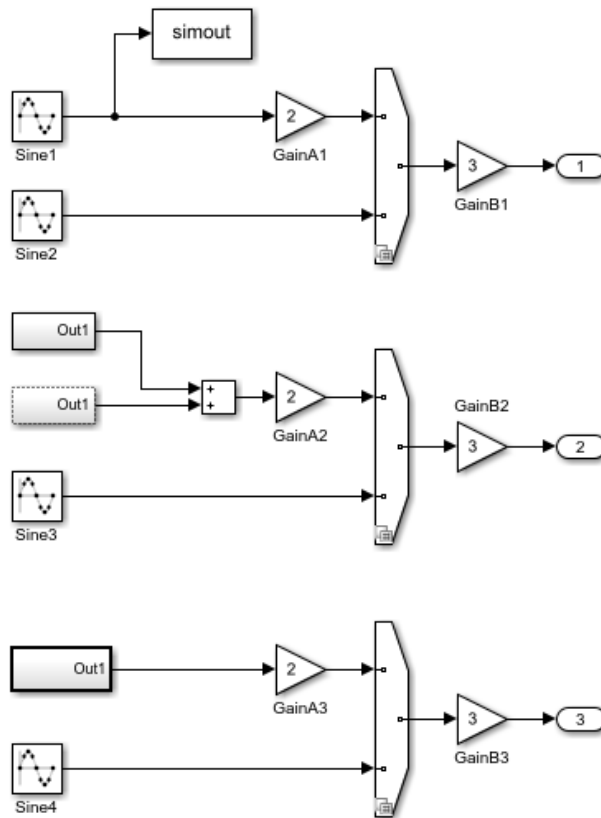 simout
2
Sine1
GainA1
3
1
GainB1
Sine2
Out1
Out1
+
+
2
GainA2
GainB2
3
2
Sine3
Out1
2
GainA3
3
3
GainB3
Sine4